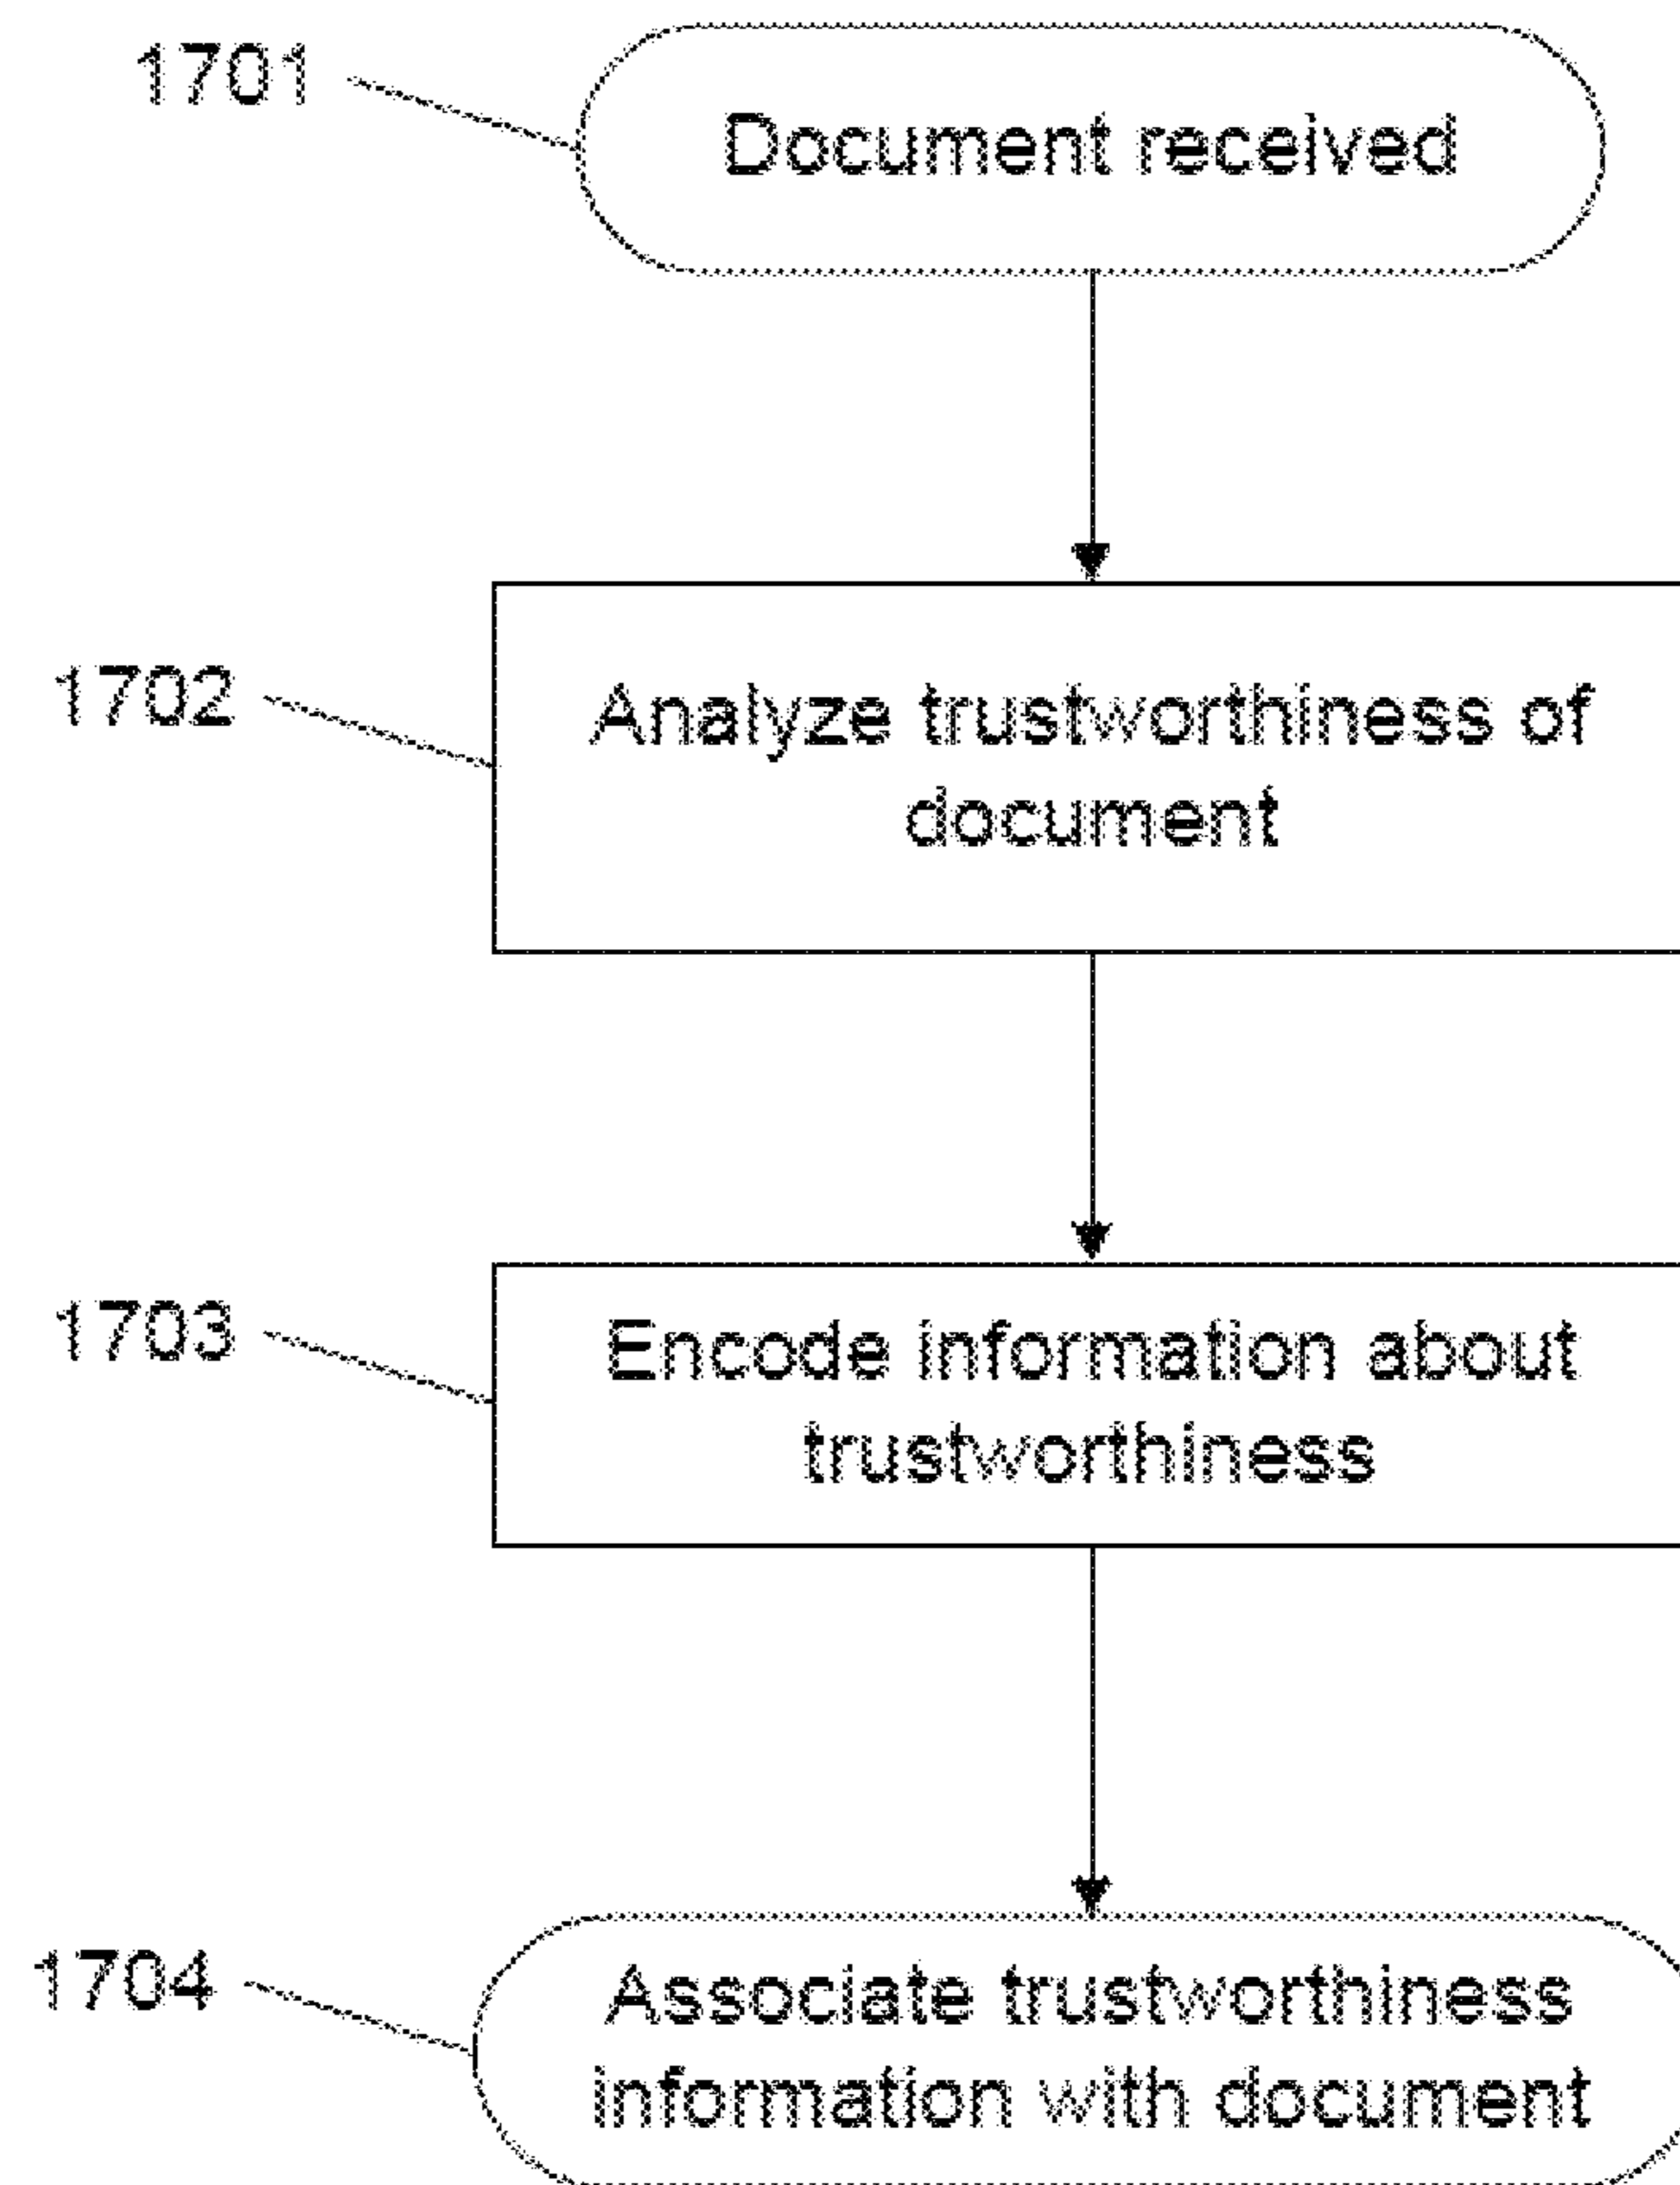 1701
Document received
1702
Analyze trustworthiness of
document
1703
Encode information about
trustworthiness
1704
Associate trustworthiness
information with document